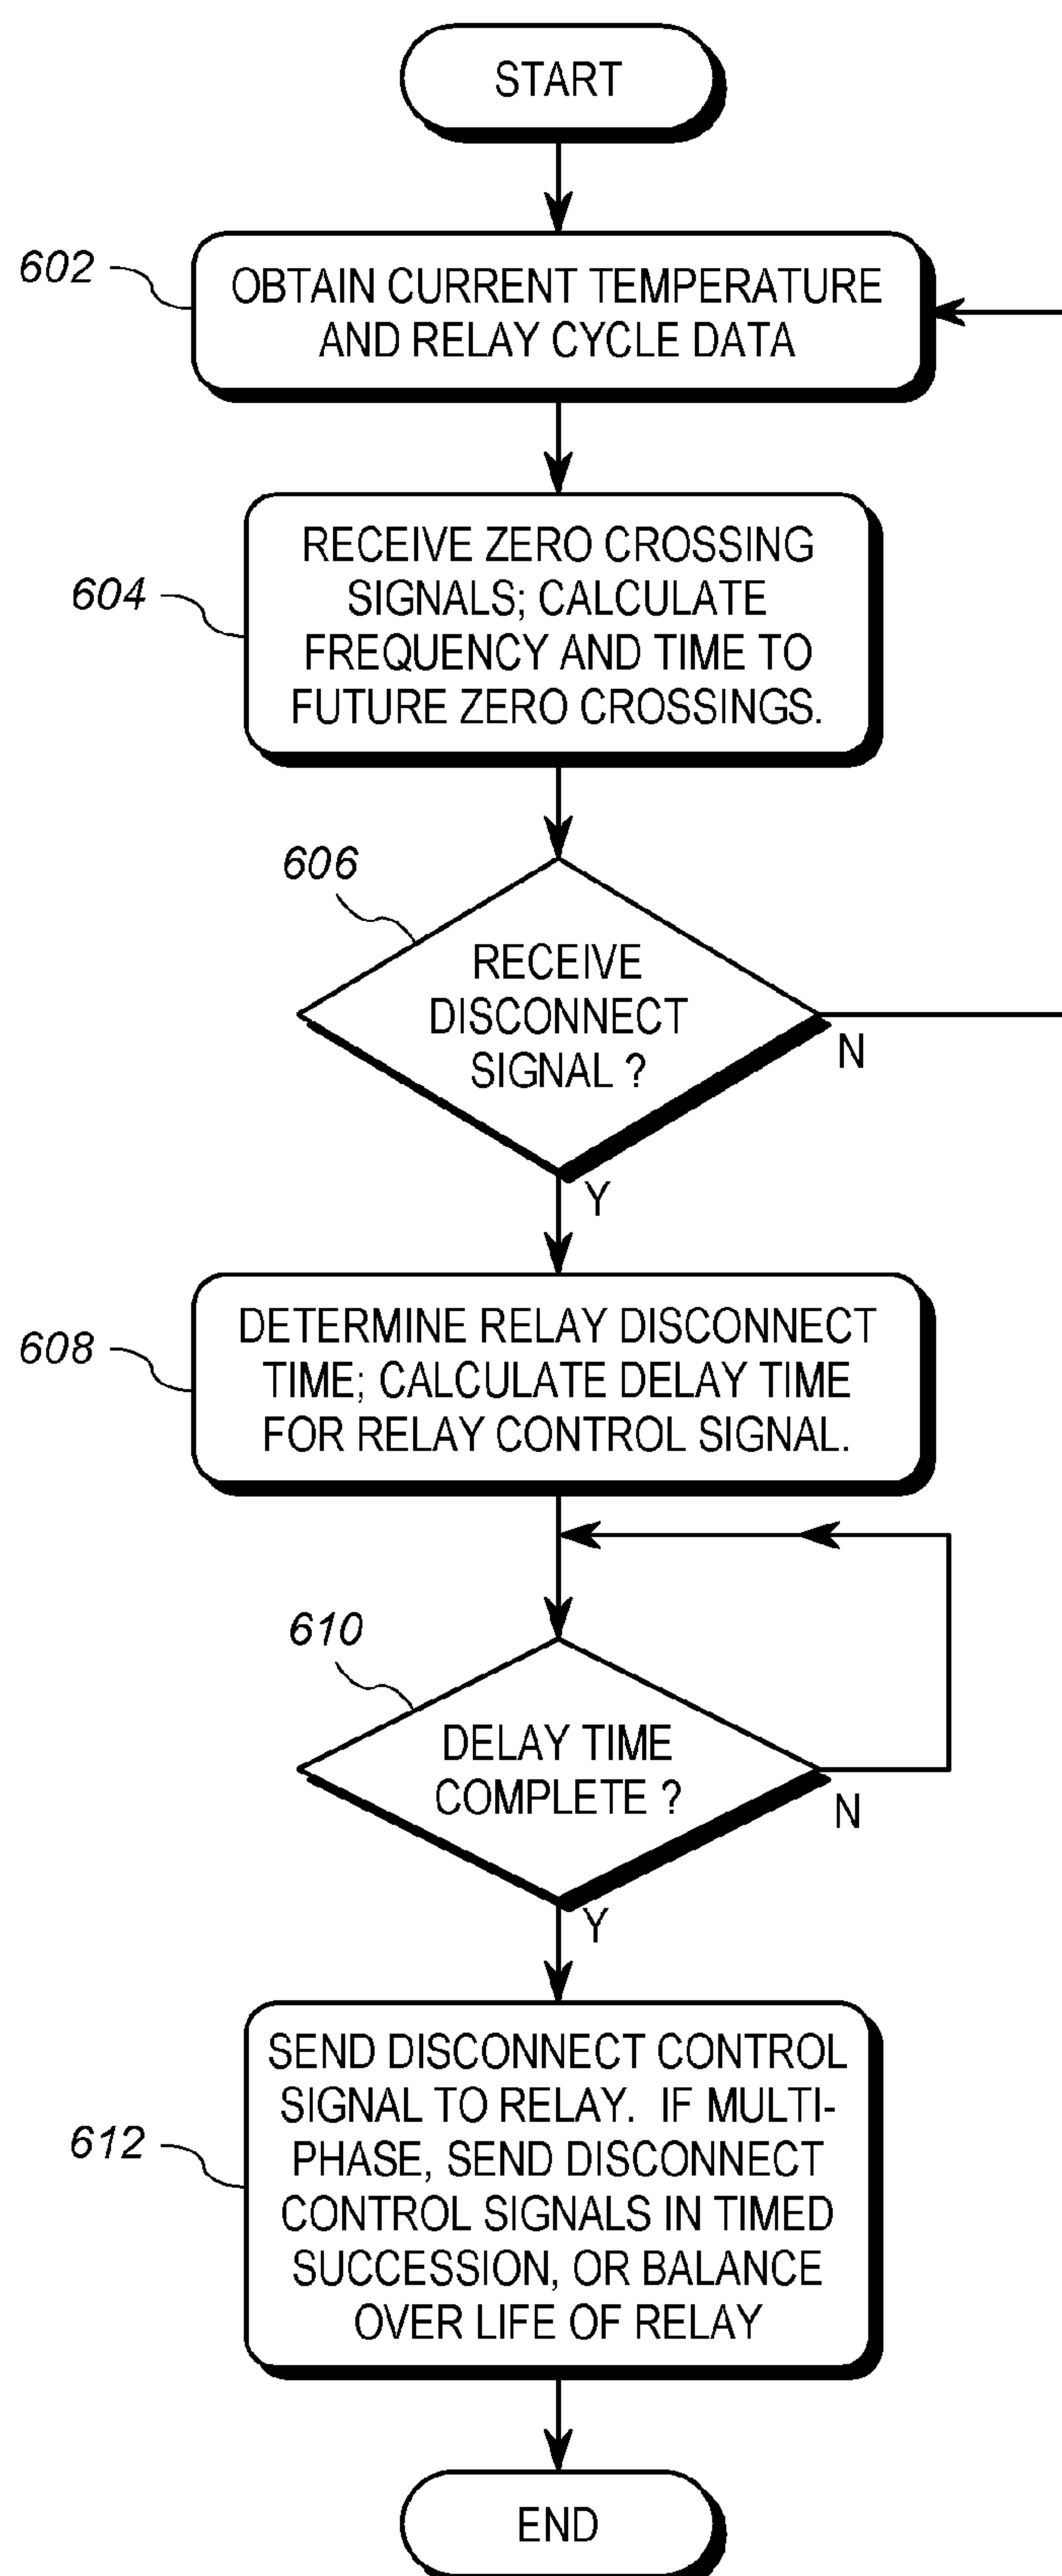 START
602
OBTAIN CURRENT TEMPERATURE
AND RELAY CYCLE DATA
604
RECEIVE ZERO CROSSING
SIGNALS; CALCULATE
FREQUENCY AND TIME TO
FUTURE ZERO CROSSINGS.
606
RECEIVE
DISCONNECT
SIGNAL ?
N
Y
608
DETERMINE RELAY DISCONNECT
TIME; CALCULATE DELAY TIME
FOR RELAY CONTROL SIGNAL.
610
DELAY TIME
COMPLETE ?
N
Y
612
SEND DISCONNECT CONTROL
SIGNAL TO RELAY. IF MULTI-
PHASE, SEND DISCONNECT
CONTROL SIGNALS IN TIMED
SUCCESSION, OR BALANCE
OVER LIFE OF RELAY
END